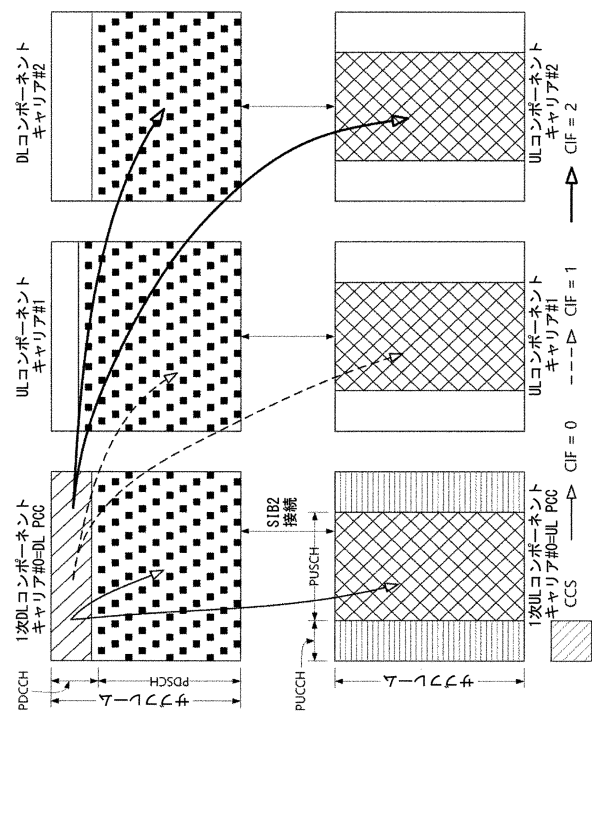 1次DLコンポーネント
キャリア#0=DL PCC
ULコンポーネント
キャリア#1
DLコンポーネント
キャリア#2
PDCCH
PDSCH
サブフレーム
SIB2
接続
PUCCH
PUSCH
サブフレーム
1次ULコンポーネント
キャリア#0=UL PCC
ULコンポーネント
キャリア#1
ULコンポーネント
キャリア#2
CCS
CIF = 0
CIF = 1
CIF = 2